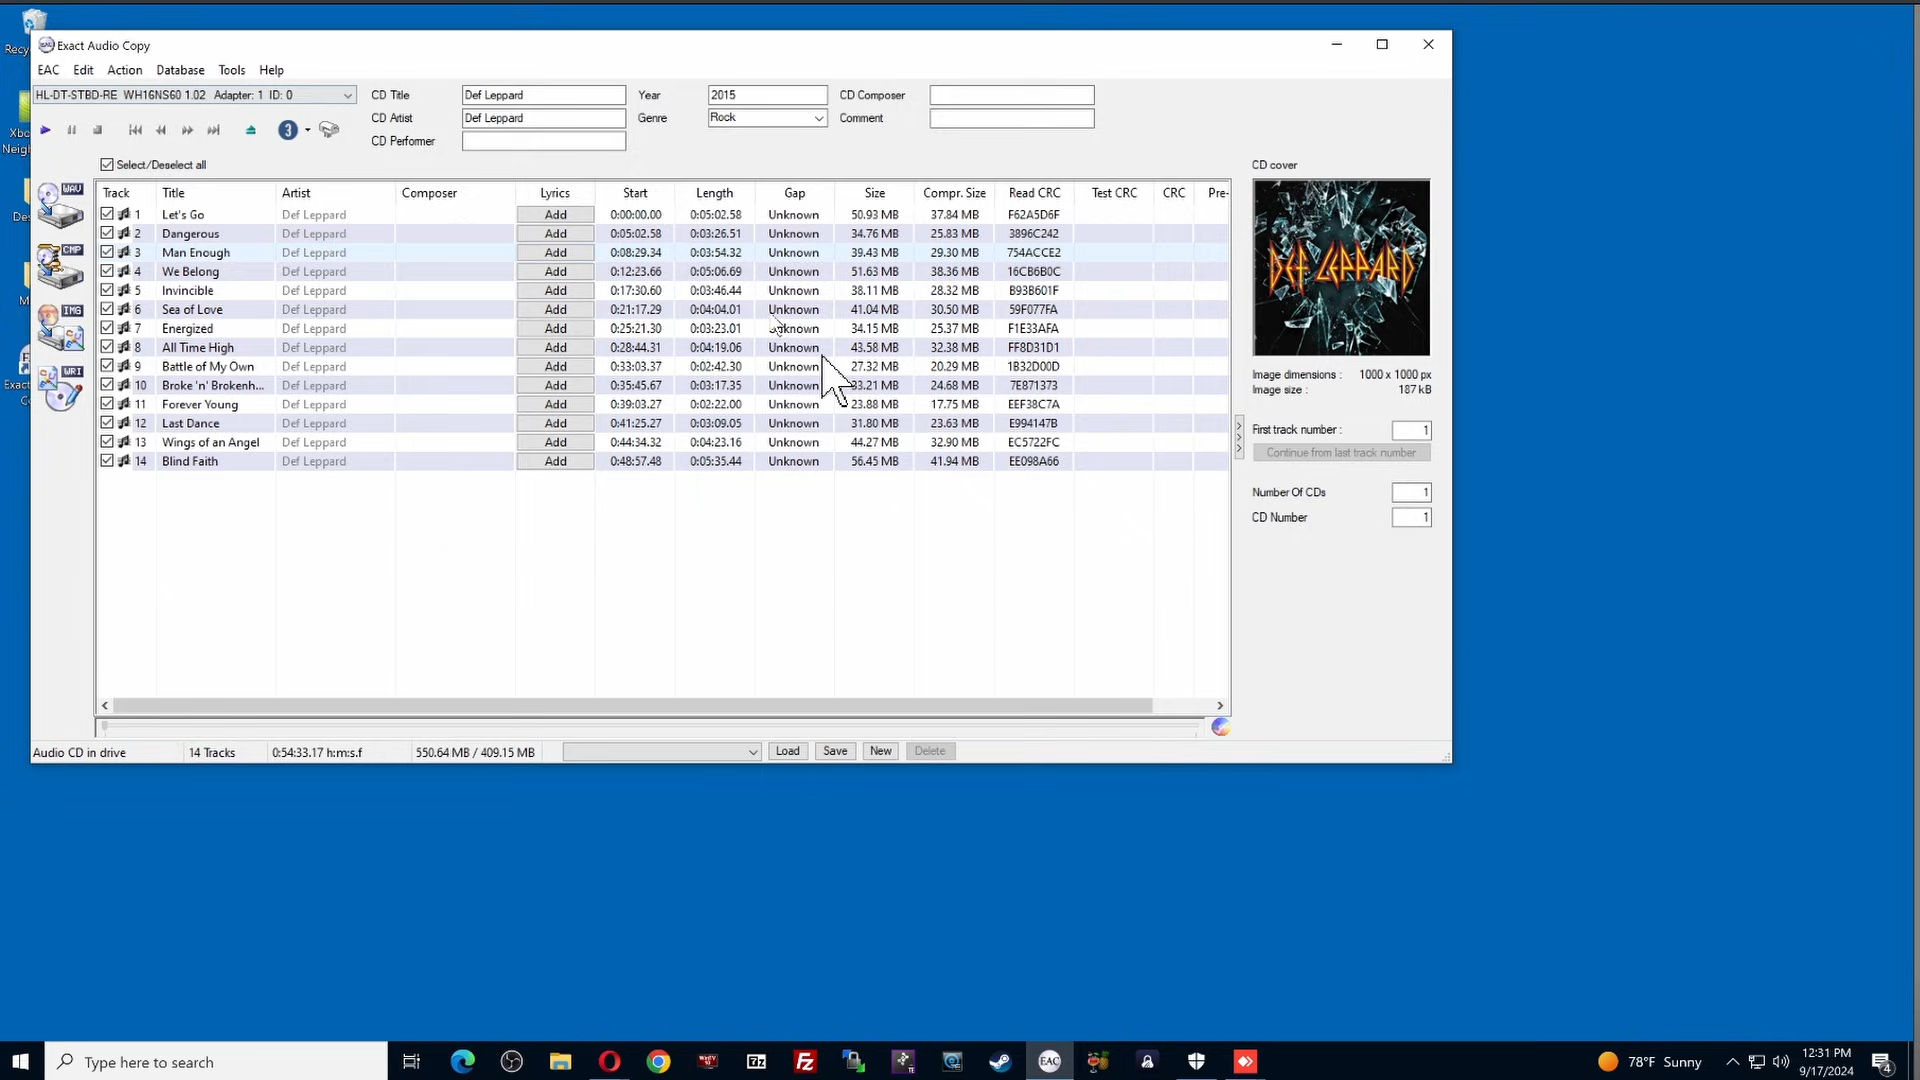 Exact Audio Copy
EAC Edit Action Database Tools Help
HL-DT-STBD-RE WH16NS60 1.02 Adapter: 1 ID: 0
CD Title Def Leppard Year 2015 CD Composer
CD Artist Def Leppard Genre Rock Comment
3
CD Performer
Select/Deselect all
CD cover
WAV
CMP
IMG
WRI
Track Title Artist Composer Lyrics Start Length Gap Size Compr. Size Read CRC Test CRC CRC Pre-
1 Let's Go Def Leppard Add 0:00:00.00 0:05:02.58 Unknown 50.93 MB 37.84 MB F62A5D6F
2 Dangerous Def Leppard Add 0:05:02.58 0:03:26.51 Unknown 34.76 MB 25.83 MB 3896C242
3 Man Enough Def Leppard Add 0:08:29.34 0:03:54.32 Unknown 39.43 MB 29.30 MB 754ACCE2
4 We Belong Def Leppard Add 0:12:23.66 0:05:06.69 Unknown 51.63 MB 38.36 MB 16CB6B0C
5 Invincible Def Leppard Add 0:17:30.60 0:03:46.44 Unknown 38.11 MB 28.32 MB B93B601F
6 Sea of Love Def Leppard Add 0:21:17.29 0:04:04.01 Unknown 41.04 MB 30.50 MB 59F077FA
7 Energized Def Leppard Add 0:25:21.30 0:03:23.01 Unknown 34.15 MB 25.37 MB F1E33AFA
8 All Time High Def Leppard Add 0:28:44.31 0:04:19.06 Unknown 43.58 MB 32.38 MB FF8D31D1
9 Battle of My Own Def Leppard Add 0:33:03.37 0:02:42.30 Unknown 27.32 MB 20.29 MB 1B32D00D
10 Broke 'n' Brokenh... Def Leppard Add 0:35:45.67 0:03:17.35 Unknown 33.21 MB 24.68 MB 7E871373
11 Forever Young Def Leppard Add 0:39:03.27 0:02:22.00 Unknown 23.88 MB 17.75 MB EEF38C7A
12 Last Dance Def Leppard Add 0:41:25.27 0:03:09.05 Unknown 31.80 MB 23.63 MB E994147B
13 Wings of an Angel Def Leppard Add 0:44:34.32 0:04:23.16 Unknown 44.27 MB 32.90 MB EC5722FC
14 Blind Faith Def Leppard Add 0:48:57.48 0:05:35.44 Unknown 56.45 MB 41.94 MB EE098A66
DEF LEPPARD
Image dimensions : 1000 x 1000 px
Image size : 187 kB
First track number : 1
Continue from last track number
Number Of CDs 1
CD Number 1
Audio CD in drive 14 Tracks 0:54:33.17 h:m:s.f 550.64 MB / 409.15 MB Load Save New Delete
Type here to search
7z
FZ
EAC
78°F Sunny
12:31 PM
9/17/2024
4